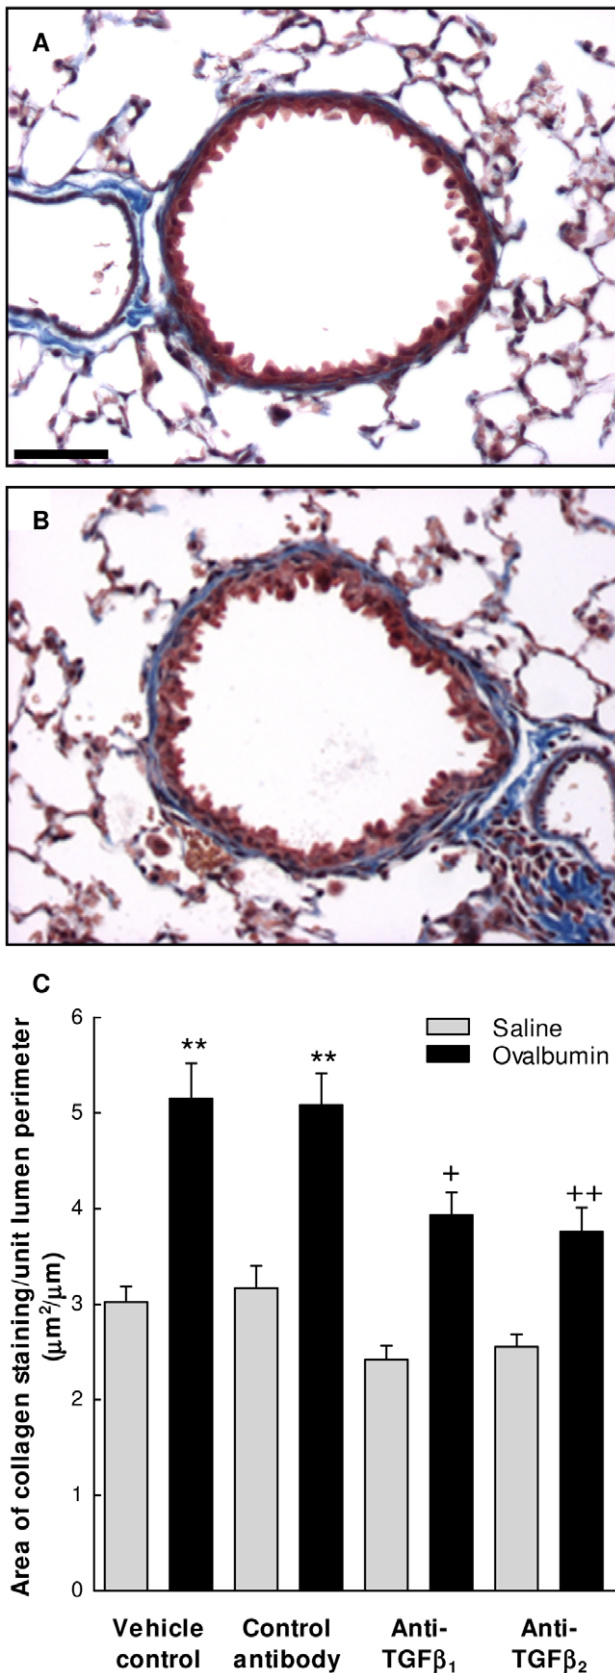 A
B
C
Area of collagen staining/unit lumen perimeter
(μm²/μm)
6
5
4
3
2
1
0
Saline
Ovalbumin
**
**
+
++
Vehicle
control
Control
antibody
Anti-
TGFβ₁
Anti-
TGFβ₂